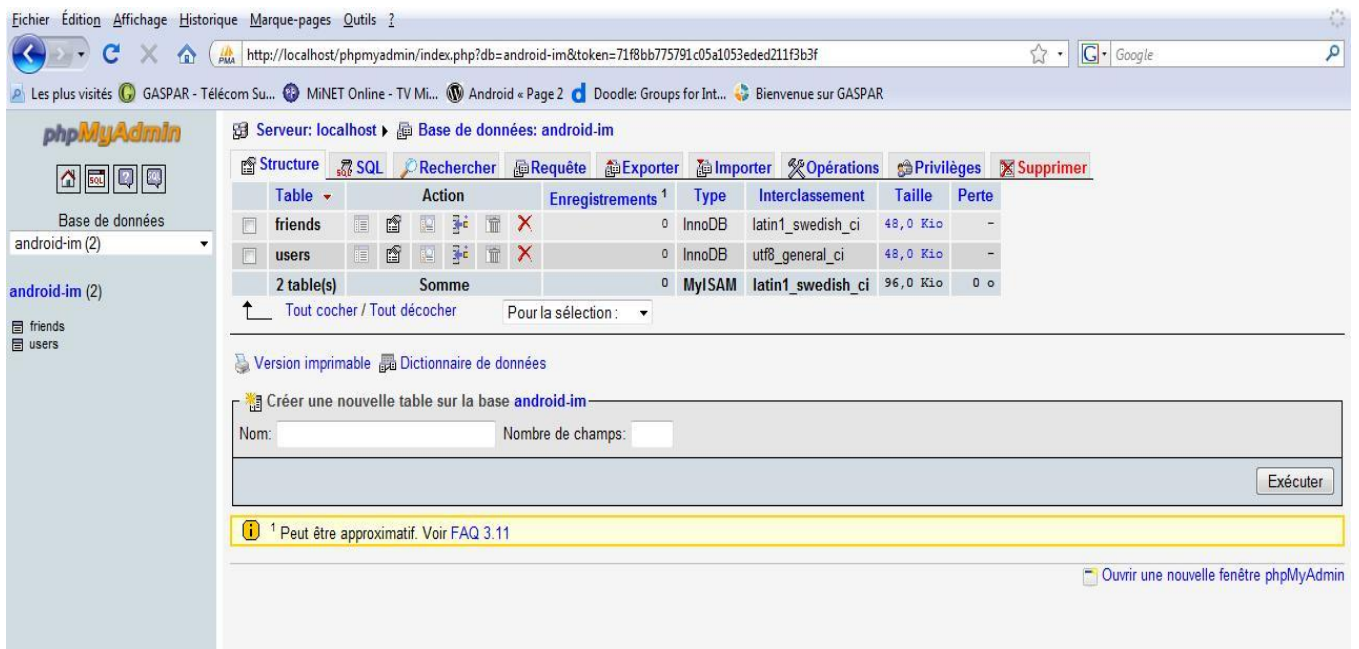 Fichier Édition Affichage Historique Marque-pages Outils ?
PMA http://localhost/phpmyadmin/index.php?db=android-im&token=71f8bb775791c05a1053eded211f3b3f G Google
Les plus visités GASPAR - Télécom Su... MiNET Online - TV Mi... Android « Page 2 Doodle: Groups for Int... Bienvenue sur GASPAR
phpMyAdmin
SQL
Base de données
android-im (2)
android-im (2)
friends
users
Serveur: localhost Base de données: android-im
Structure SQL Rechercher Requête Exporter Importer Opérations Privilèges Supprimer
Table Action Enregistrements 1 Type Interclassement Taille Perte
friends 0 InnoDB latin1_swedish_ci 48,0 Kio -
users 0 InnoDB utf8_general_ci 48,0 Kio -
2 table(s) Somme 0 MyISAM latin1_swedish_ci 96,0 Kio 0 o
Tout cocher / Tout décocher Pour la sélection :
Version imprimable Dictionnaire de données
Créer une nouvelle table sur la base android-im
Nom: Nombre de champs:
Exécuter
1 Peut être approximatif. Voir FAQ 3.11
Ouvrir une nouvelle fenêtre phpMyAdmin